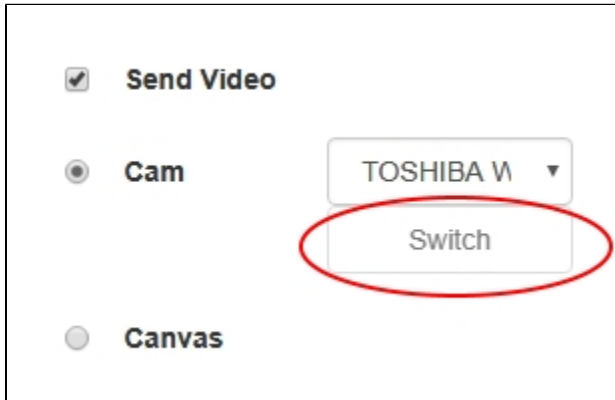 Send Video
Cam
TOSHIBA W
Switch
Canvas